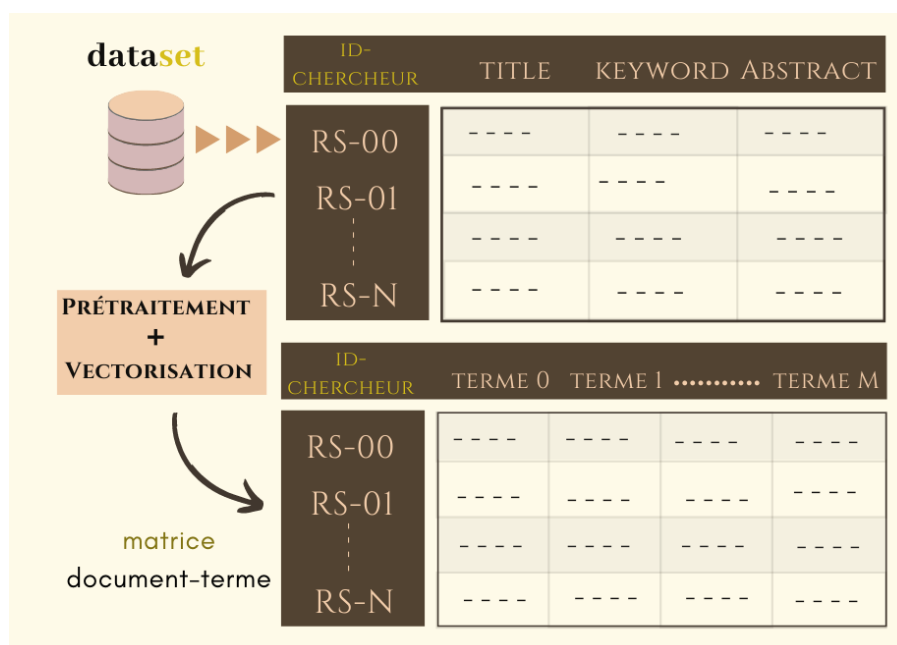 dataset
ID-
CHERCHEUR
TITLE KEYWORD ABSTRACT
RS-00 ---- ---- ----
RS-01 ---- ---- ----
---- ---- ----
RS-N ---- ---- ----
PRÉTRAITEMENT
+
VECTORISATION
ID-
CHERCHEUR
TERME 0 TERME 1 ........... TERME M
RS-00 ---- ---- ---- ----
RS-01 ---- ---- ---- ----
---- ---- ---- ----
RS-N ---- ---- ---- ----
matrice
document-terme